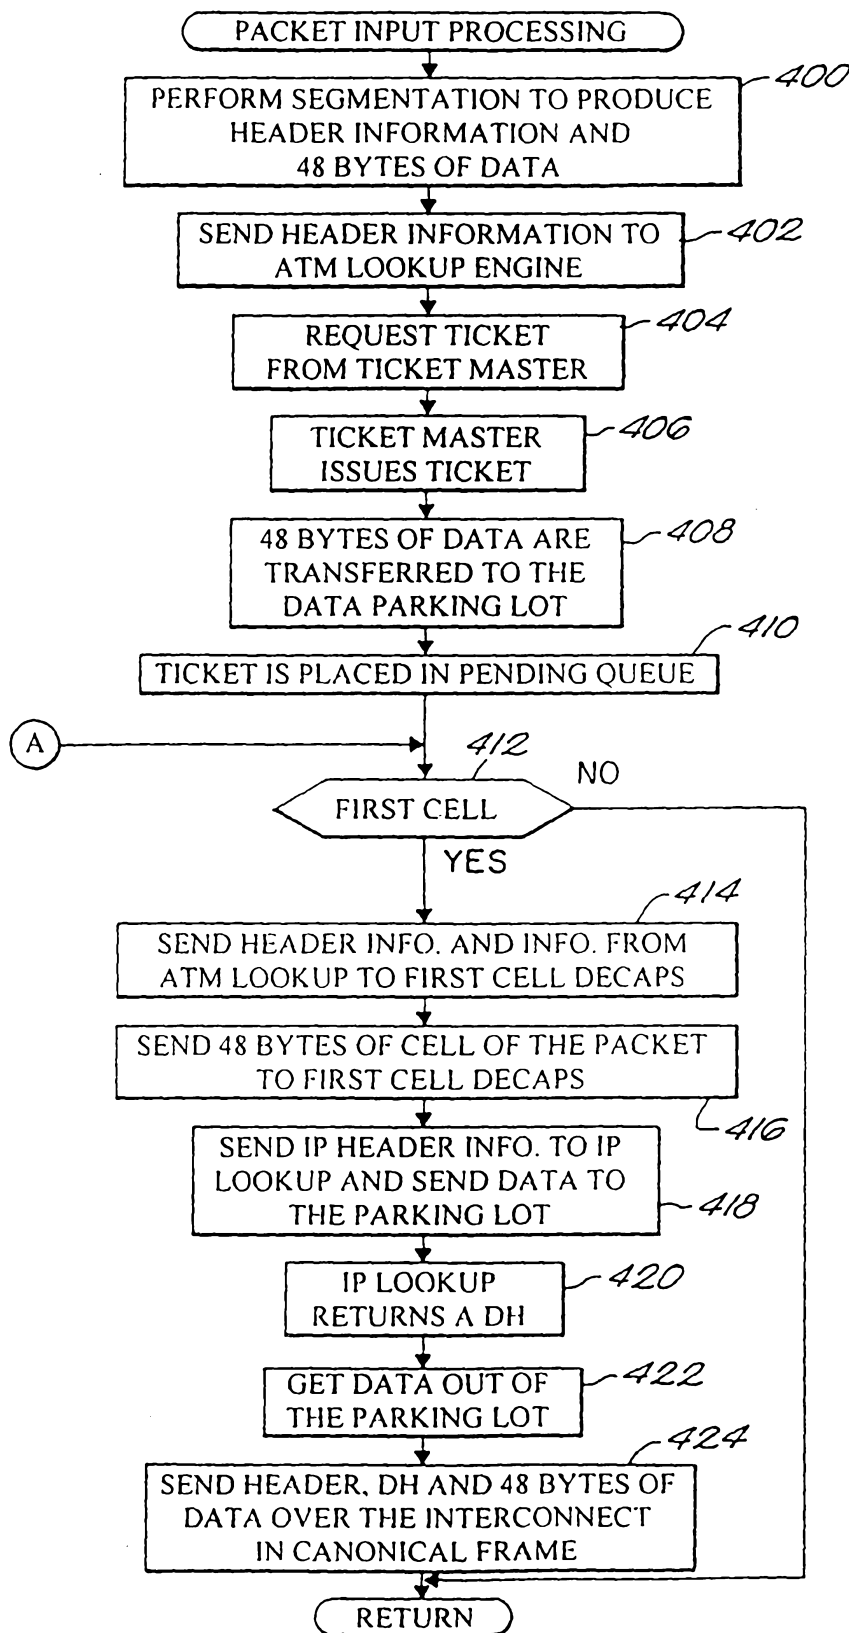 PACKET INPUT PROCESSING
400
PERFORM SEGMENTATION TO PRODUCE
HEADER INFORMATION AND
48 BYTES OF DATA
SEND HEADER INFORMATION TO
ATM LOOKUP ENGINE
402
REQUEST TICKET
FROM TICKET MASTER
404
TICKET MASTER
ISSUES TICKET
406
48 BYTES OF DATA ARE
TRANSFERRED TO THE
DATA PARKING LOT
408
410
TICKET IS PLACED IN PENDING QUEUE
A
412
NO
FIRST CELL
YES
414
SEND HEADER INFO. AND INFO. FROM
ATM LOOKUP TO FIRST CELL DECAPS
SEND 48 BYTES OF CELL OF THE PACKET
TO FIRST CELL DECAPS
416
SEND IP HEADER INFO. TO IP
LOOKUP AND SEND DATA TO
THE PARKING LOT
418
IP LOOKUP
RETURNS A DH
420
GET DATA OUT OF
THE PARKING LOT
422
424
SEND HEADER, DH AND 48 BYTES OF
DATA OVER THE INTERCONNECT
IN CANONICAL FRAME
RETURN